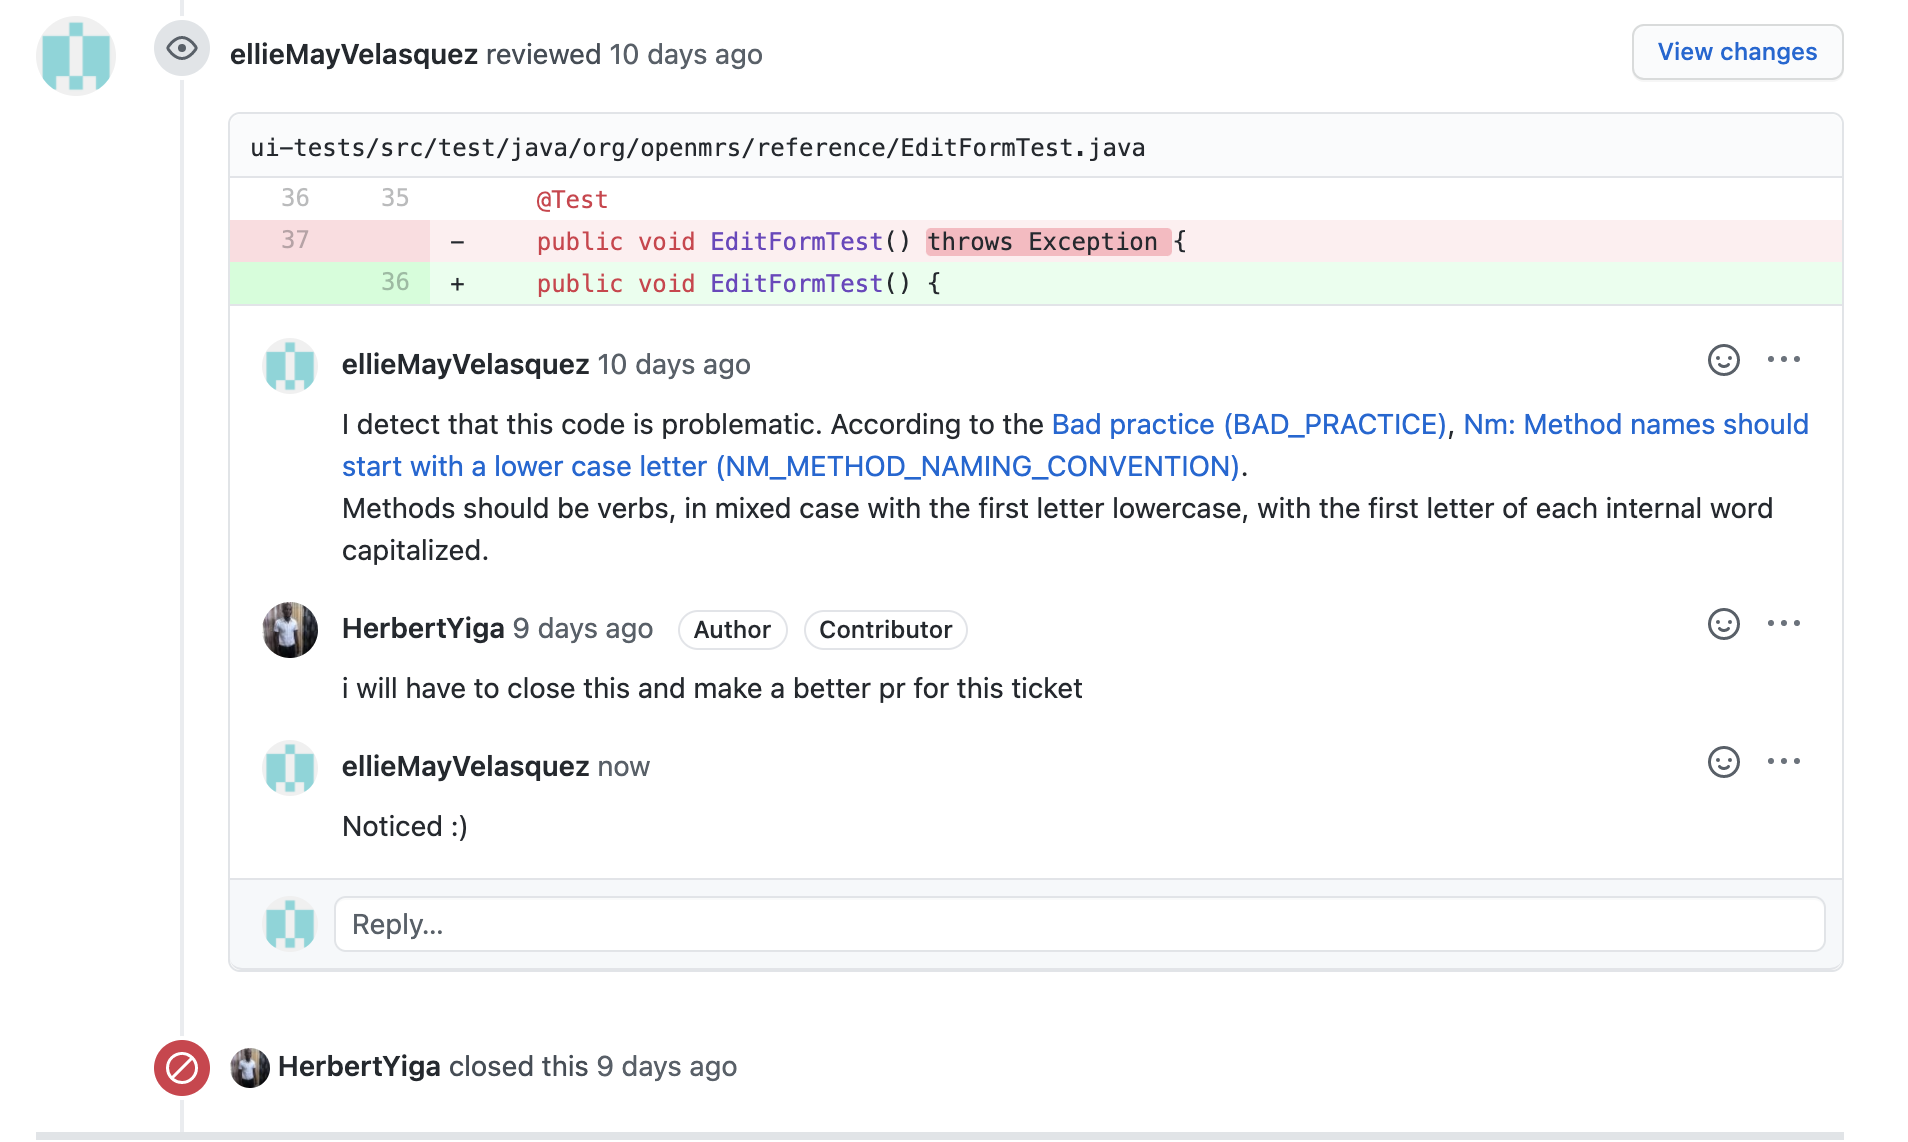 ellieMayVelasquez reviewed 10 days ago
View changes
ui-tests/src/test/java/org/openmrs/reference/EditFormTest.java
36 35 @Test
37 - public void EditFormTest() throws Exception {
36 + public void EditFormTest() {
ellieMayVelasquez 10 days ago
I detect that this code is problematic. According to the Bad practice (BAD_PRACTICE), Nm: Method names should
start with a lower case letter (NM_METHOD_NAMING_CONVENTION).
Methods should be verbs, in mixed case with the first letter lowercase, with the first letter of each internal word
capitalized.
HerbertYiga 9 days ago Author Contributor
i will have to close this and make a better pr for this ticket
ellieMayVelasquez now
Noticed :)
Reply...
HerbertYiga closed this 9 days ago